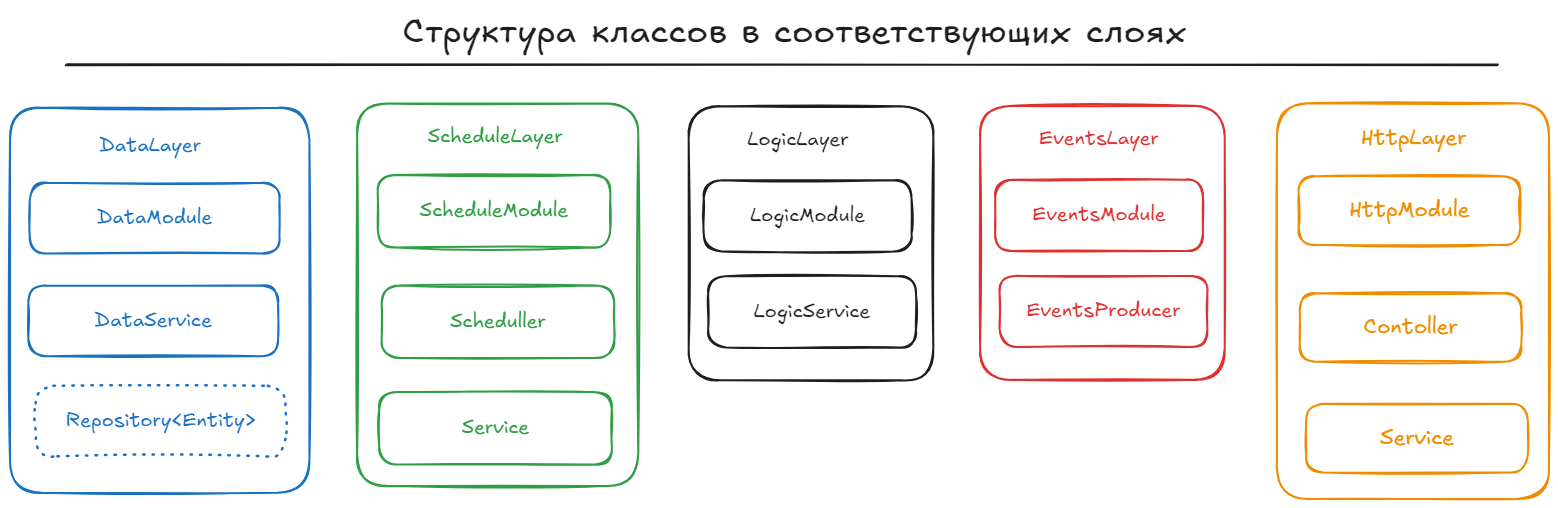 Структура классов в соответствующих слоях
DataLayer
DataModule
DataService
Repository<Entity>
ScheduleLayer
ScheduleModule
Scheduller
Service
LogicLayer
LogicModule
LogicService
EventsLayer
EventsModule
EventsProducer
HttpLayer
HttpModule
Contoller
Service